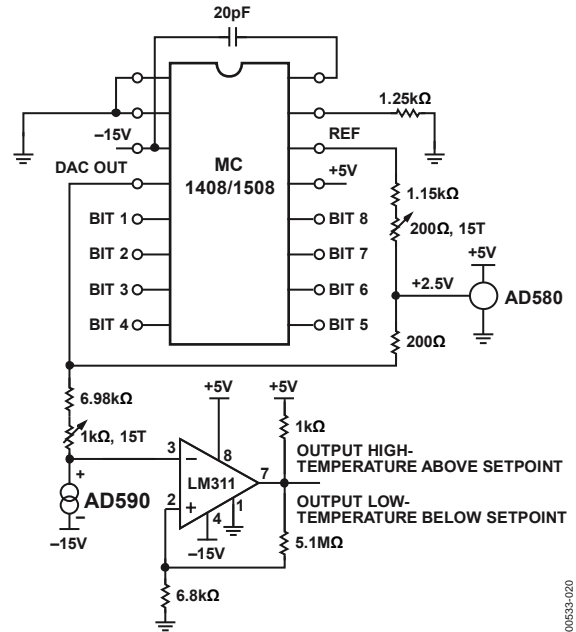 20pF
1.25kΩ
–15V
REF
DAC OUT
MC
1408/1508
+5V
1.15kΩ
BIT 1
BIT 8
200Ω, 15T
BIT 2
BIT 7
+5V
BIT 3
BIT 6
+2.5V
AD580
BIT 4
BIT 5
200Ω
6.98kΩ
+5V
+5V
1kΩ, 15T
1kΩ
OUTPUT HIGH-
TEMPERATURE ABOVE SETPOINT
3
–
8
7
LM311
+
AD590
–
2
+
4
1
OUTPUT LOW-
TEMPERATURE BELOW SETPOINT
–15V
–15V
5.1MΩ
6.8kΩ
00533-020